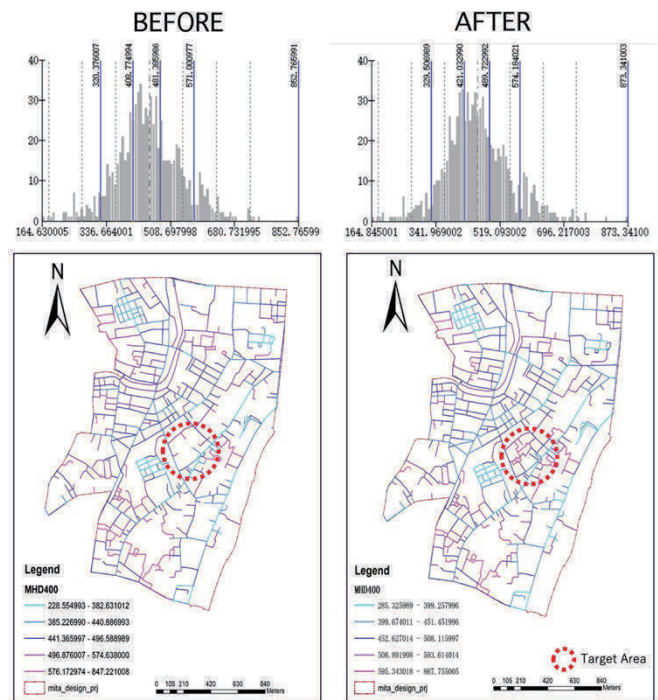 BEFORE
AFTER
320.376007
408.774994
481.385986
571.000977
852.765991
329.506989
421.032990
489.722992
574.184021
873.341003
40
30
20
10
0
164.630005 336.664001 508.697998 680.731995 852.76599
40
30
20
10
0
164.845001 341.969002 519.093002 696.217003 873.34100
N
N
Legend
MHD400
228.554993 - 382.631012
385.226990 - 440.886993
441.365997 - 496.588989
496.876007 - 574.638000
576.172974 - 847.221008
mita_design_prj
0 105 210 420 630 840
Meters
Legend
MHD400
285.325989 - 399.257996
399.674011 - 451.451996
452.627014 - 508.115997
508.891998 - 593.614014
595.343018 - 867.755005
mita_design_prj
Target Area
0 105 210 420 630 840
Meters